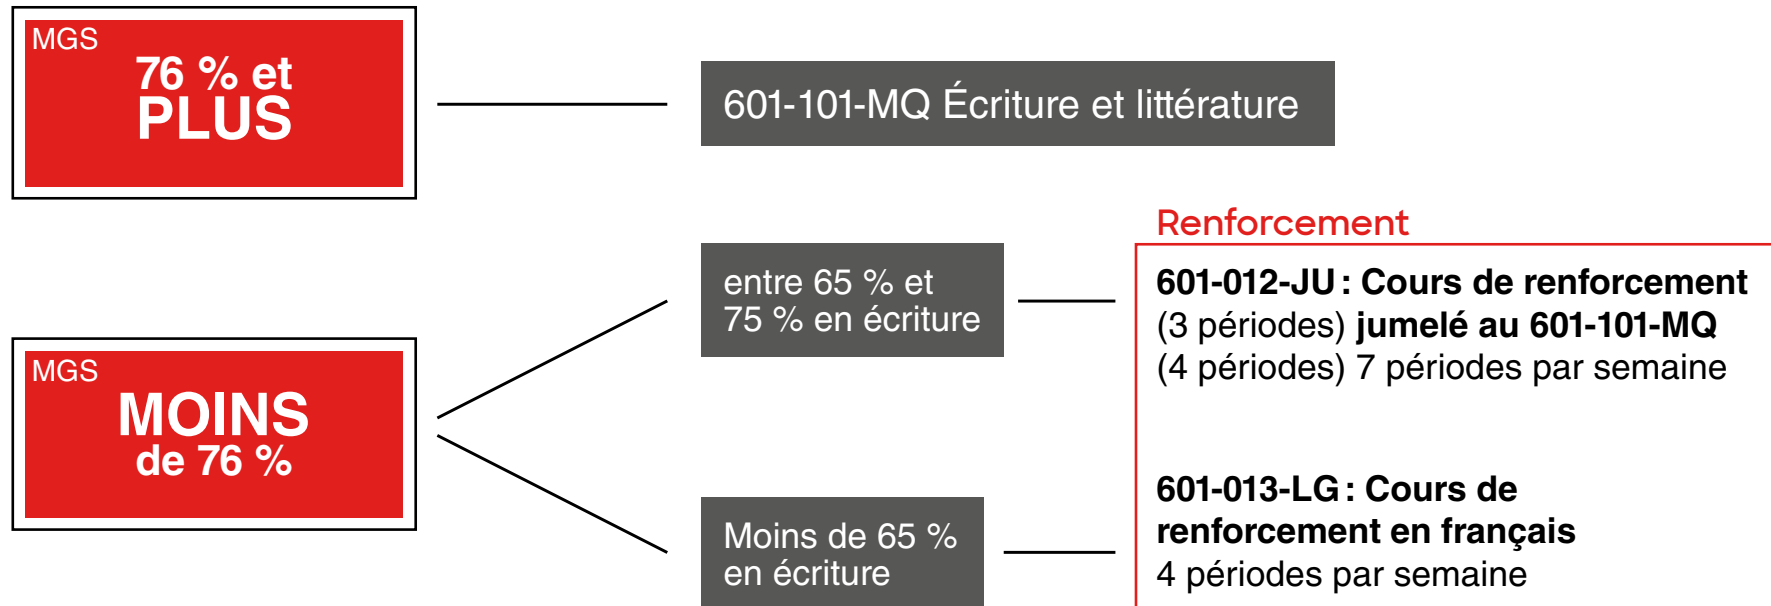 MGS
76 % et
PLUS
601-101-MQ Écriture et littérature
MGS
MOINS
de 76 %
entre 65 % et
75 % en écriture
Moins de 65 %
en écriture
Renforcement
601-012-JU : Cours de renforcement
(3 périodes) jumelé au 601-101-MQ
(4 périodes) 7 périodes par semaine
601-013-LG : Cours de
renforcement en français
4 périodes par semaine